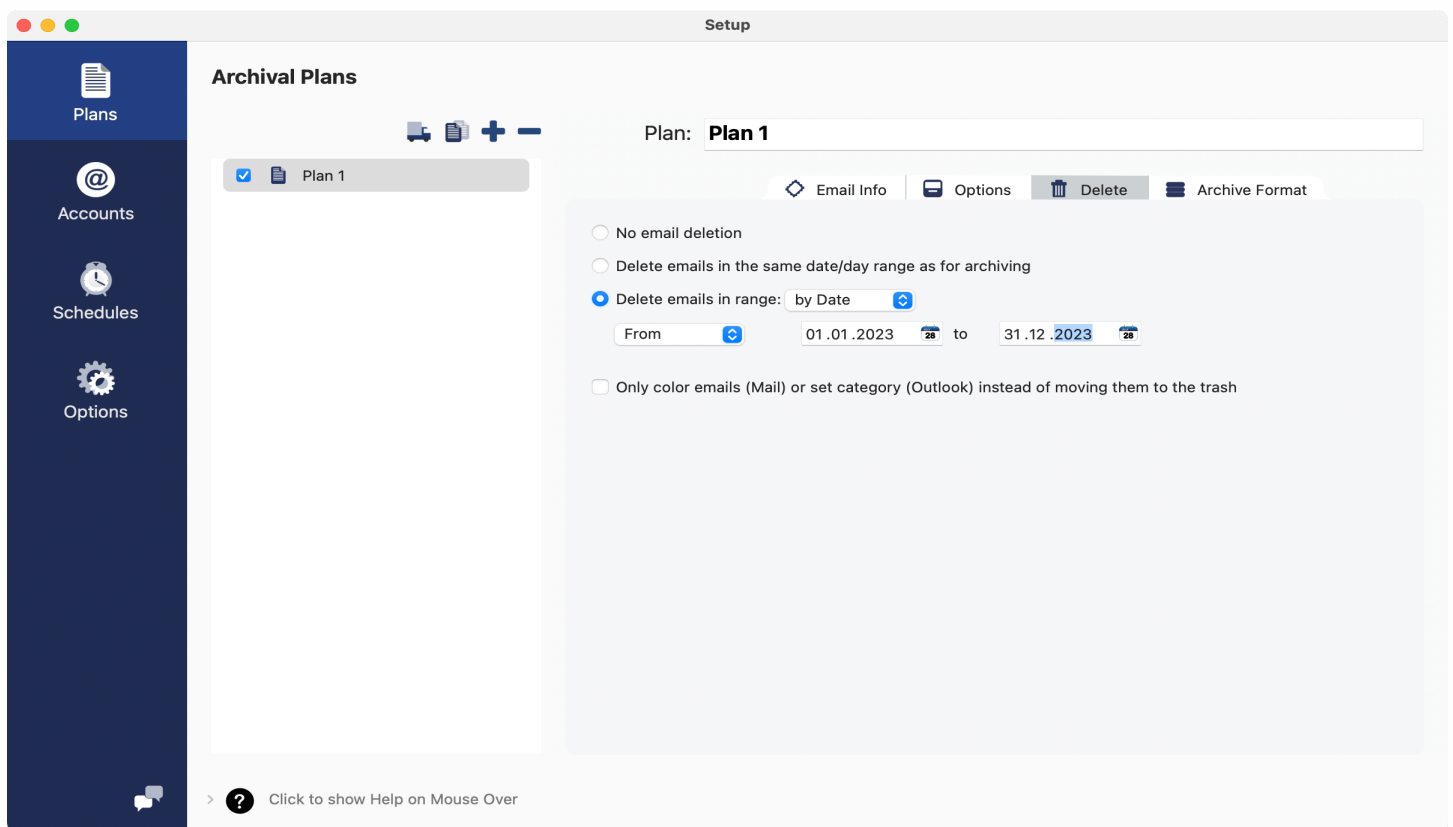 Setup
Plans
Accounts
Schedules
Options
Archival Plans
Plan 1
Plan: Plan 1
Email Info Options Delete Archive Format
No email deletion
Delete emails in the same date/day range as for archiving
Delete emails in range: by Date
From 01.01.2023 28 to 31.12.2023 28
Only color emails (Mail) or set category (Outlook) instead of moving them to the trash
? Click to show Help on Mouse Over